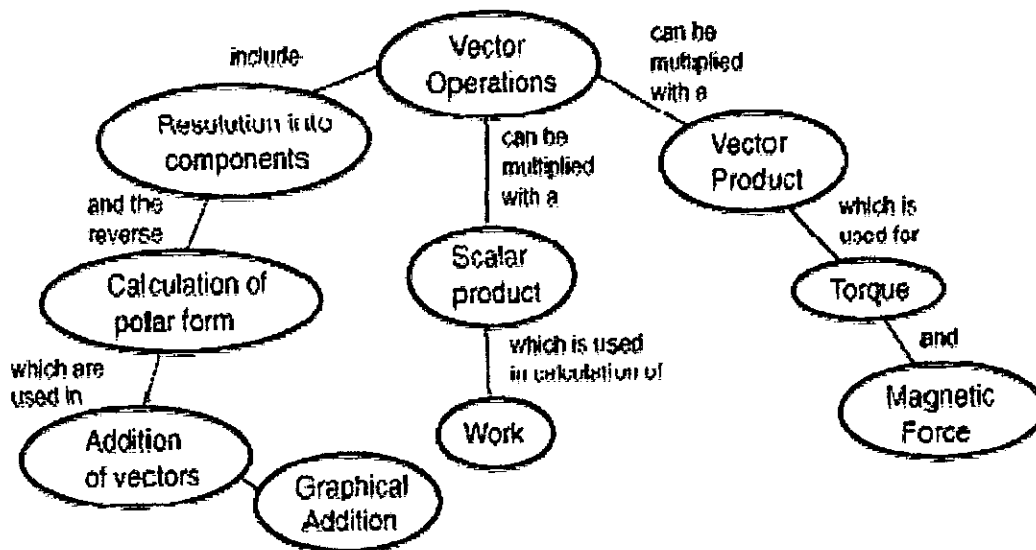 Vector
Operations
include
can be
multiplied
with a
Resolution into
components
can be
multiplied
with a
Vector
Product
and the
reverse
which is
used for
Calculation of
polar form
Scalar
product
Torque
which are
used in
which is used
in calculation of
and
Addition
of vectors
Work
Magnetic
Force
Graphical
Addition